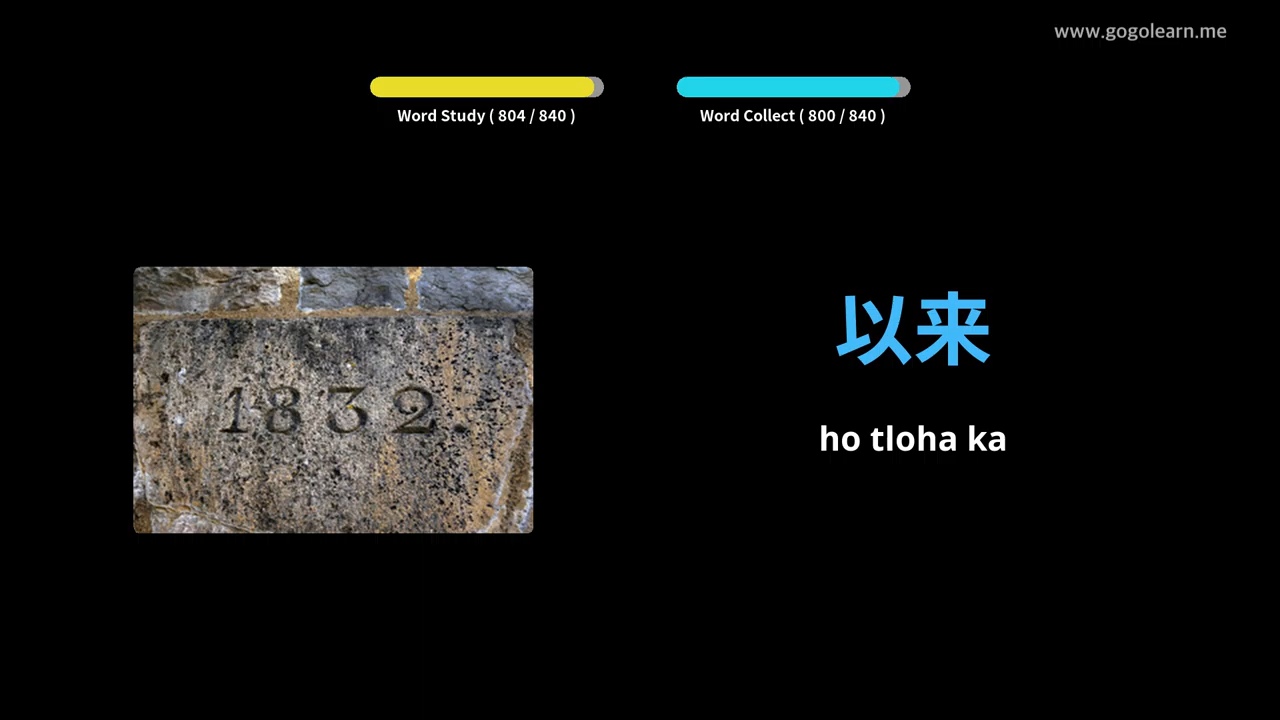 www.gogolearn.me
Word Study ( 804 / 840 )
Word Collect ( 800 / 840 )
1832.
以来
ho tloha ka